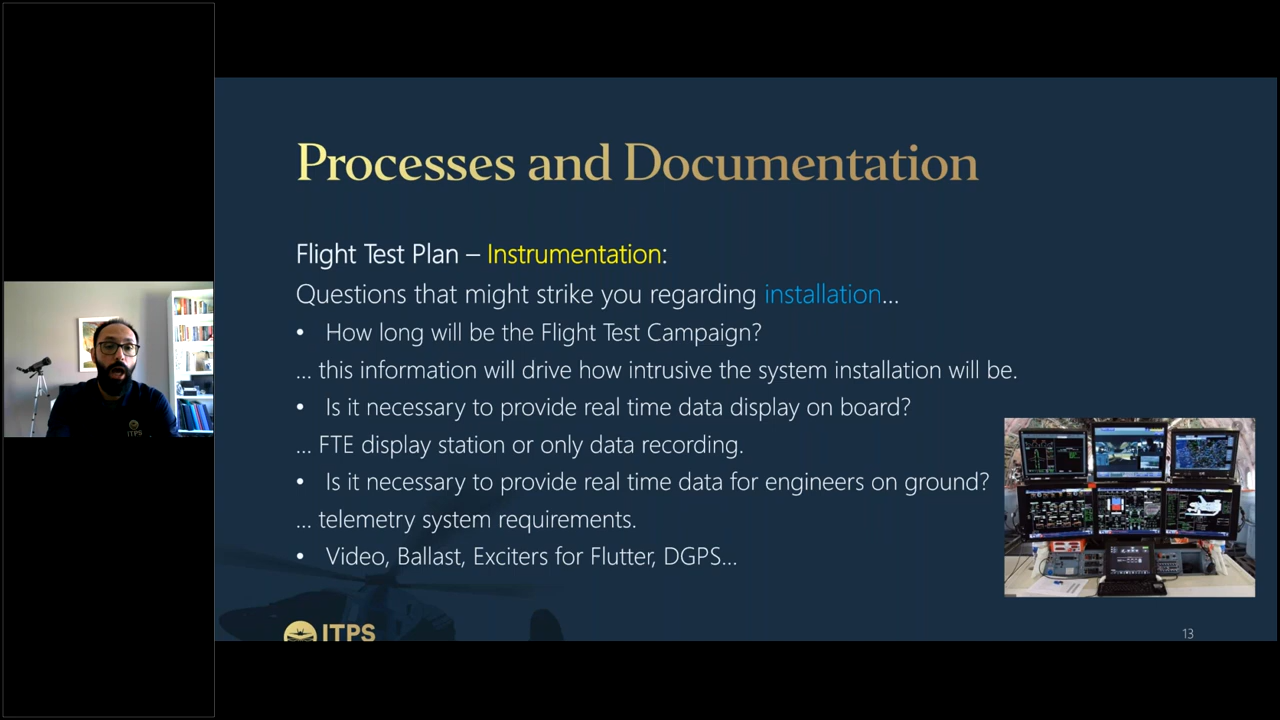 Processes and Documentation
Flight Test Plan – Instrumentation:
Questions that might strike you regarding installation...
• How long will be the Flight Test Campaign?
... this information will drive how intrusive the system installation will be.
• Is it necessary to provide real time data display on board?
... FTE display station or only data recording.
• Is it necessary to provide real time data for engineers on ground?
... telemetry system requirements.
• Video, Ballast, Exciters for Flutter, DGPS...
ITPS
ITPS
13